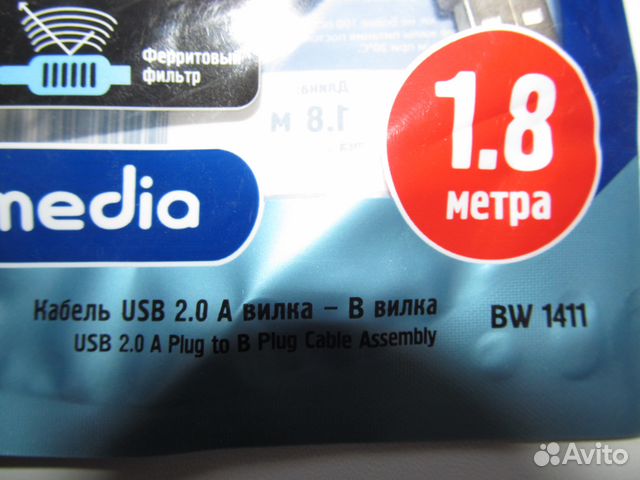 Ферритовый
фильтр
1.8
метра
media
Кабель USB 2.0 А вилка – В вилка
USB 2.0 A Plug to B Plug Cable Assembly
BW 1411
Длина:
1.8 м
Avito